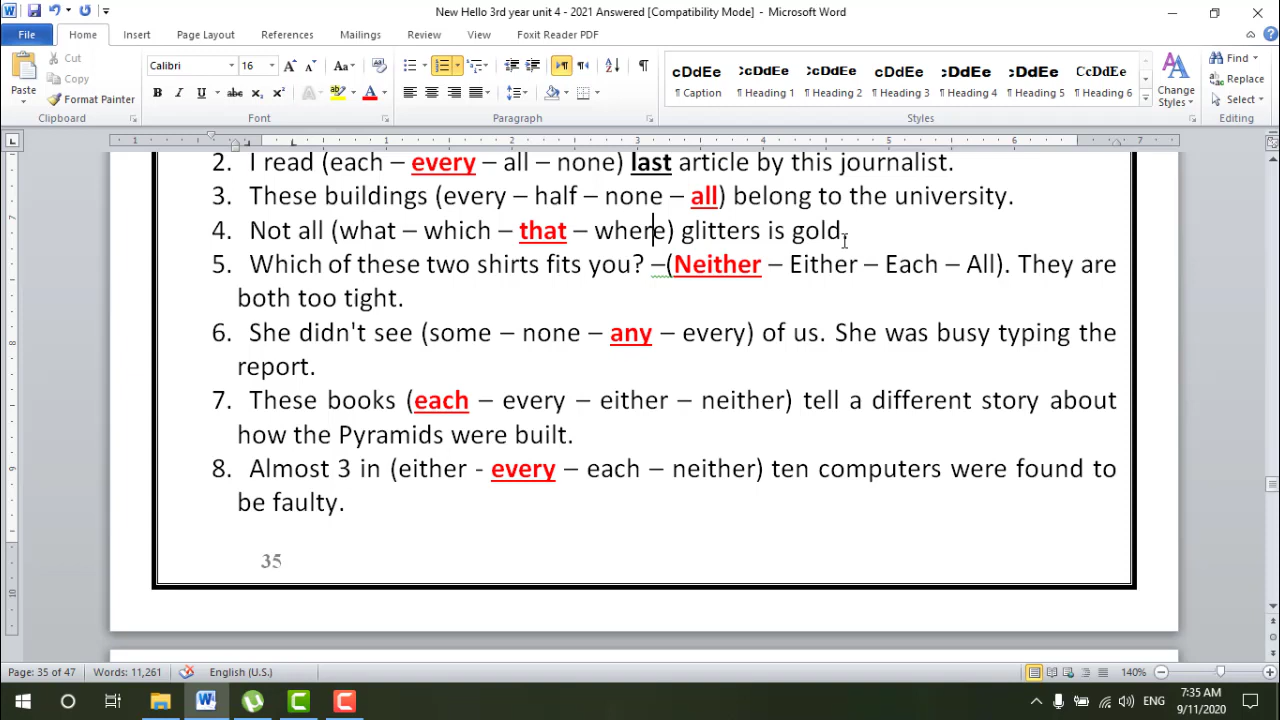 New Hello 3rd year unit 4 - 2021 Answered [Compatibility Mode] - Microsoft Word
File Home Insert Page Layout References Mailings Review View Foxit Reader PDF
Paste
Cut
Copy
Format Painter
Clipboard
Calibri 16
Font
Paragraph
cDdEe :cDdEe :cDdEe cDdEe cDdEe cDdEe CcDdEe
¶ Caption ¶ Heading 1 ¶ Heading 2 ¶ Heading 3 ¶ Heading 4 ¶ Heading 5 ¶ Heading 6
Styles
Change Styles
Find
Replace
Select
Editing
2. I read (each – every – all – none) last article by this journalist.
3. These buildings (every – half – none – all) belong to the university.
4. Not all (what – which – that – where) glitters is gold.
5. Which of these two shirts fits you? –(Neither – Either – Each – All). They are
both too tight.
6. She didn't see (some – none – any – every) of us. She was busy typing the
report.
7. These books (each – every – either – neither) tell a different story about
how the Pyramids were built.
8. Almost 3 in (either - every – each – neither) ten computers were found to
be faulty.
35
Page: 35 of 47 Words: 11,261 English (U.S.) 140%
ENG
7:35 AM
9/11/2020